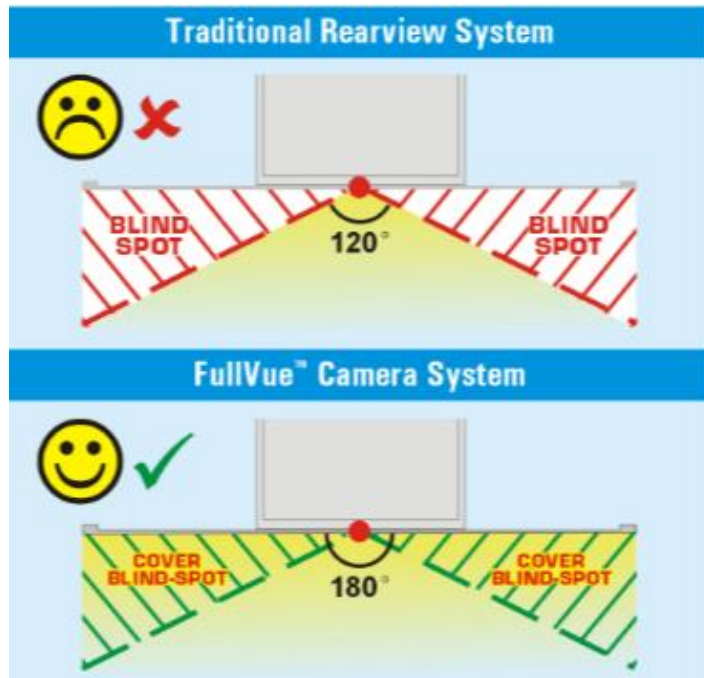 Traditional Rearview System
BLIND
SPOT
BLIND
SPOT
120°
FullVue™ Camera System
COVER
BLIND-SPOT
COVER
BLIND-SPOT
180°